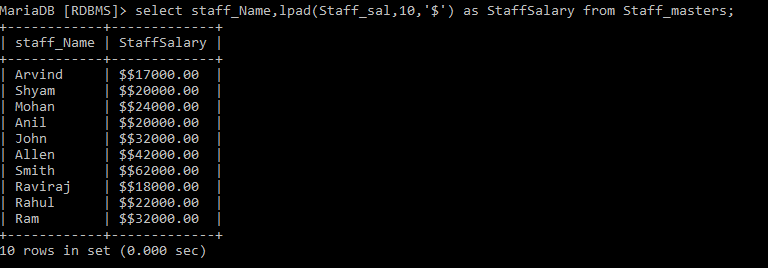 MariaDB [RDBMS]> select staff_Name,lpad(Staff_sal,10,'$') as StaffSalary from Staff_masters;
+------------+-------------+
| staff_Name | StaffSalary |
+------------+-------------+
| Arvind     | $$17000.00  |
| Shyam      | $$20000.00  |
| Mohan      | $$24000.00  |
| Anil       | $$20000.00  |
| John       | $$32000.00  |
| Allen      | $$42000.00  |
| Smith      | $$62000.00  |
| Raviraj    | $$18000.00  |
| Rahul      | $$22000.00  |
| Ram        | $$32000.00  |
+------------+-------------+
10 rows in set (0.000 sec)